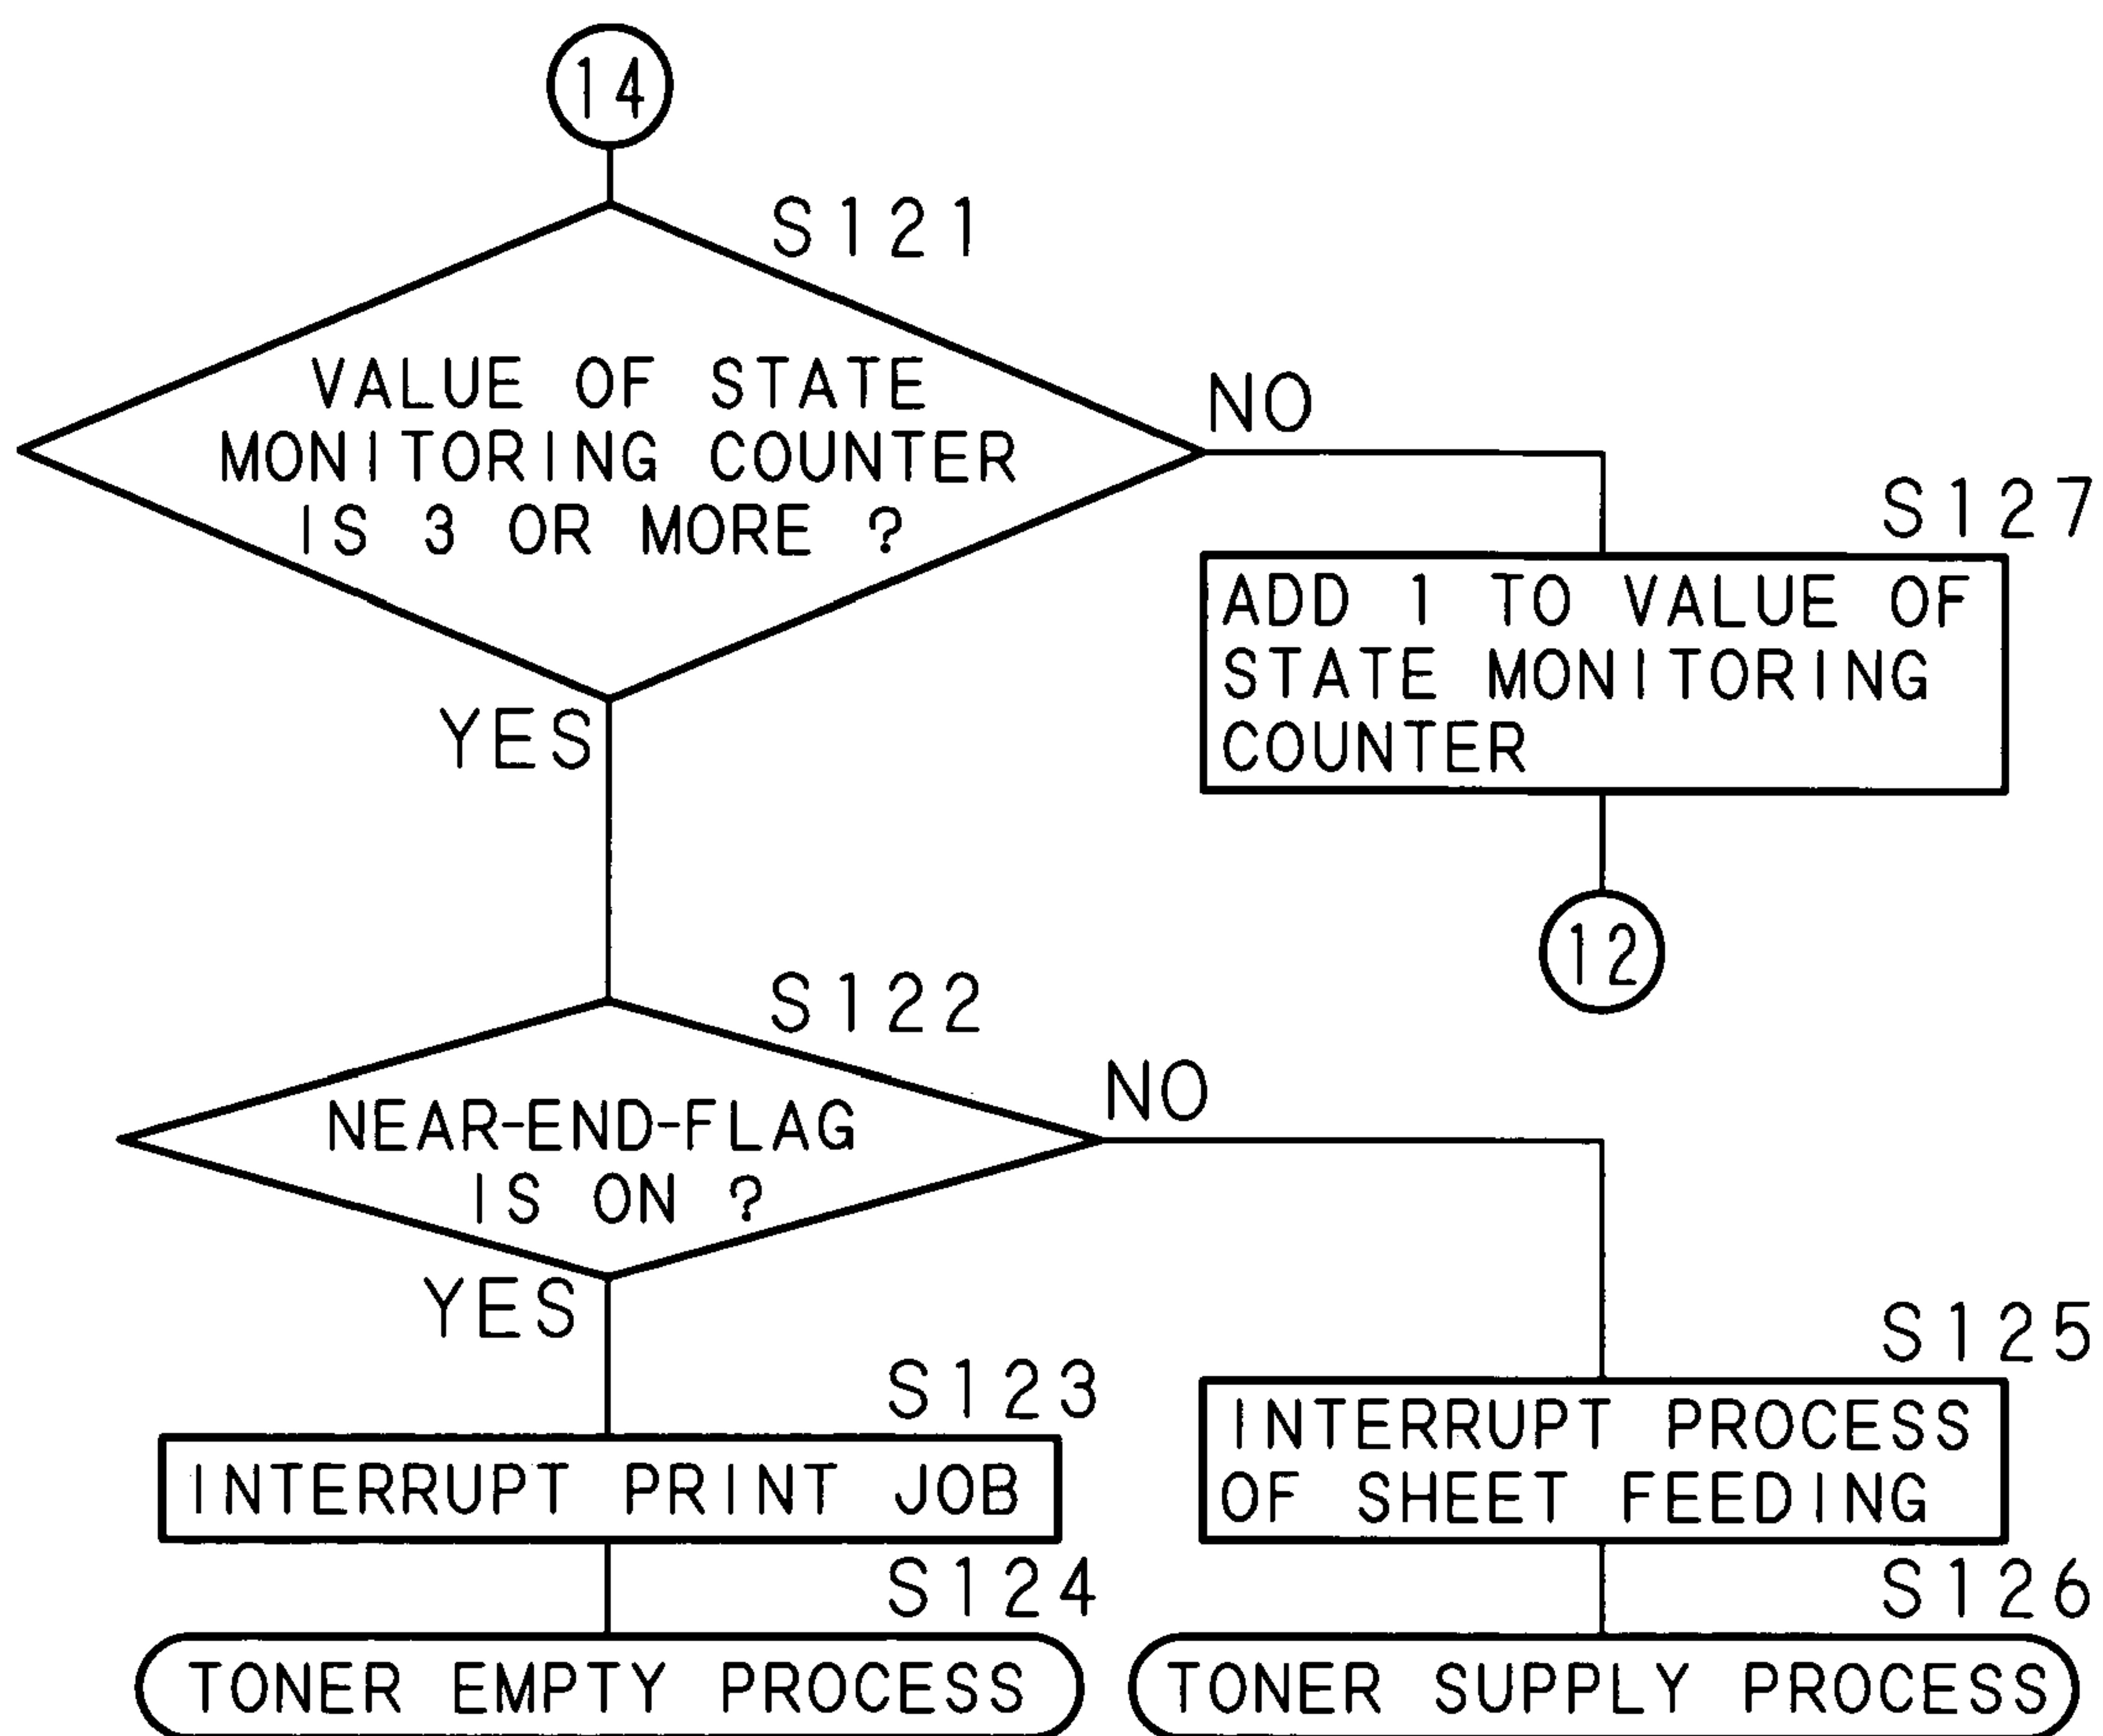 14
S121
VALUE OF STATE
MONITORING COUNTER
IS 3 OR MORE ?
NO
YES
S127
ADD 1 TO VALUE OF
STATE MONITORING
COUNTER
12
S122
NEAR-END-FLAG
IS ON ?
NO
YES
S123
INTERRUPT PRINT JOB
S124
TONER EMPTY PROCESS
S125
INTERRUPT PROCESS
OF SHEET FEEDING
S126
TONER SUPPLY PROCESS